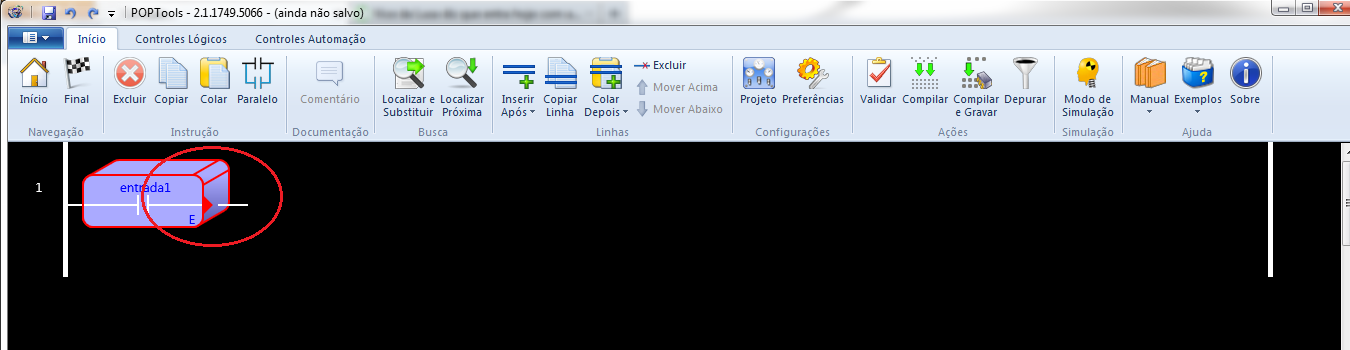 POPTools - 2.1.1749.5066 - (ainda não salvo)
Início Controles Lógicos Controles Automação
Início Final Excluir Copiar Colar Paralelo Comentário Localizar e Substituir Localizar Próxima Inserir Após Copiar Linha Colar Depois Excluir Mover Acima Mover Abaixo Projeto Preferências Validar Compilar Compilar e Gravar Depurar Modo de Simulação Manual Exemplos Sobre
Navegação Instrução Documentação Busca Linhas Configurações Ações Simulação Ajuda
1
entrada1
E